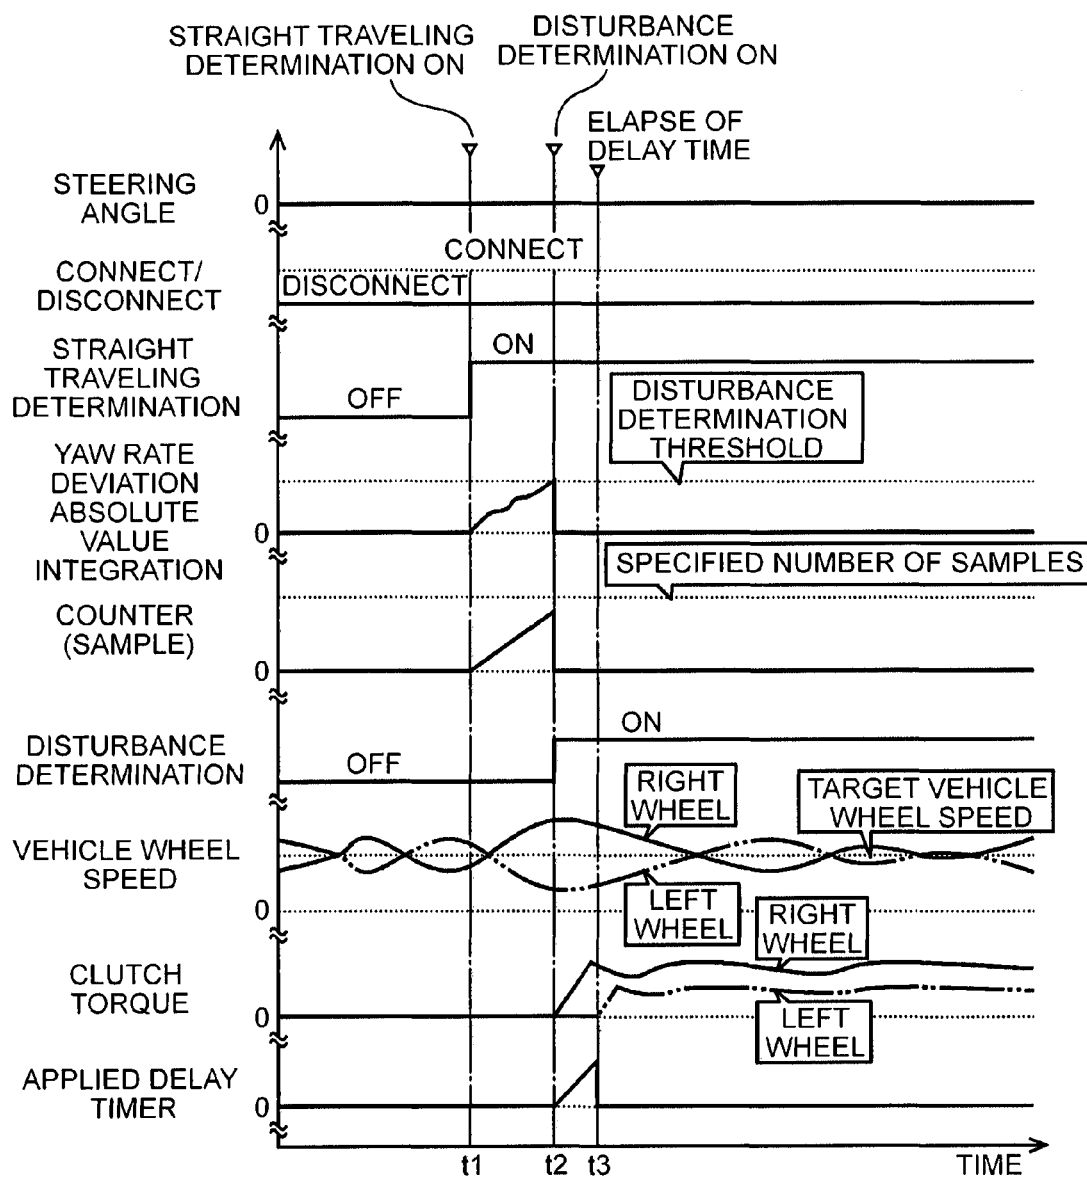 STRAIGHT TRAVELING
DETERMINATION ON
DISTURBANCE
DETERMINATION ON
ELAPSE OF
DELAY TIME
STEERING
ANGLE
0
CONNECT
CONNECT/
DISCONNECT
DISCONNECT
STRAIGHT
TRAVELING
DETERMINATION
ON
OFF
DISTURBANCE
DETERMINATION
THRESHOLD
YAW RATE
DEVIATION
ABSOLUTE
VALUE
INTEGRATION
0
SPECIFIED NUMBER OF SAMPLES
COUNTER
(SAMPLE)
0
DISTURBANCE
DETERMINATION
OFF
ON
RIGHT
WHEEL
TARGET VEHICLE
WHEEL SPEED
VEHICLE WHEEL
SPEED
0
LEFT
WHEEL
RIGHT
WHEEL
CLUTCH
TORQUE
0
LEFT
WHEEL
APPLIED DELAY
TIMER
0
t1
t2
t3
TIME